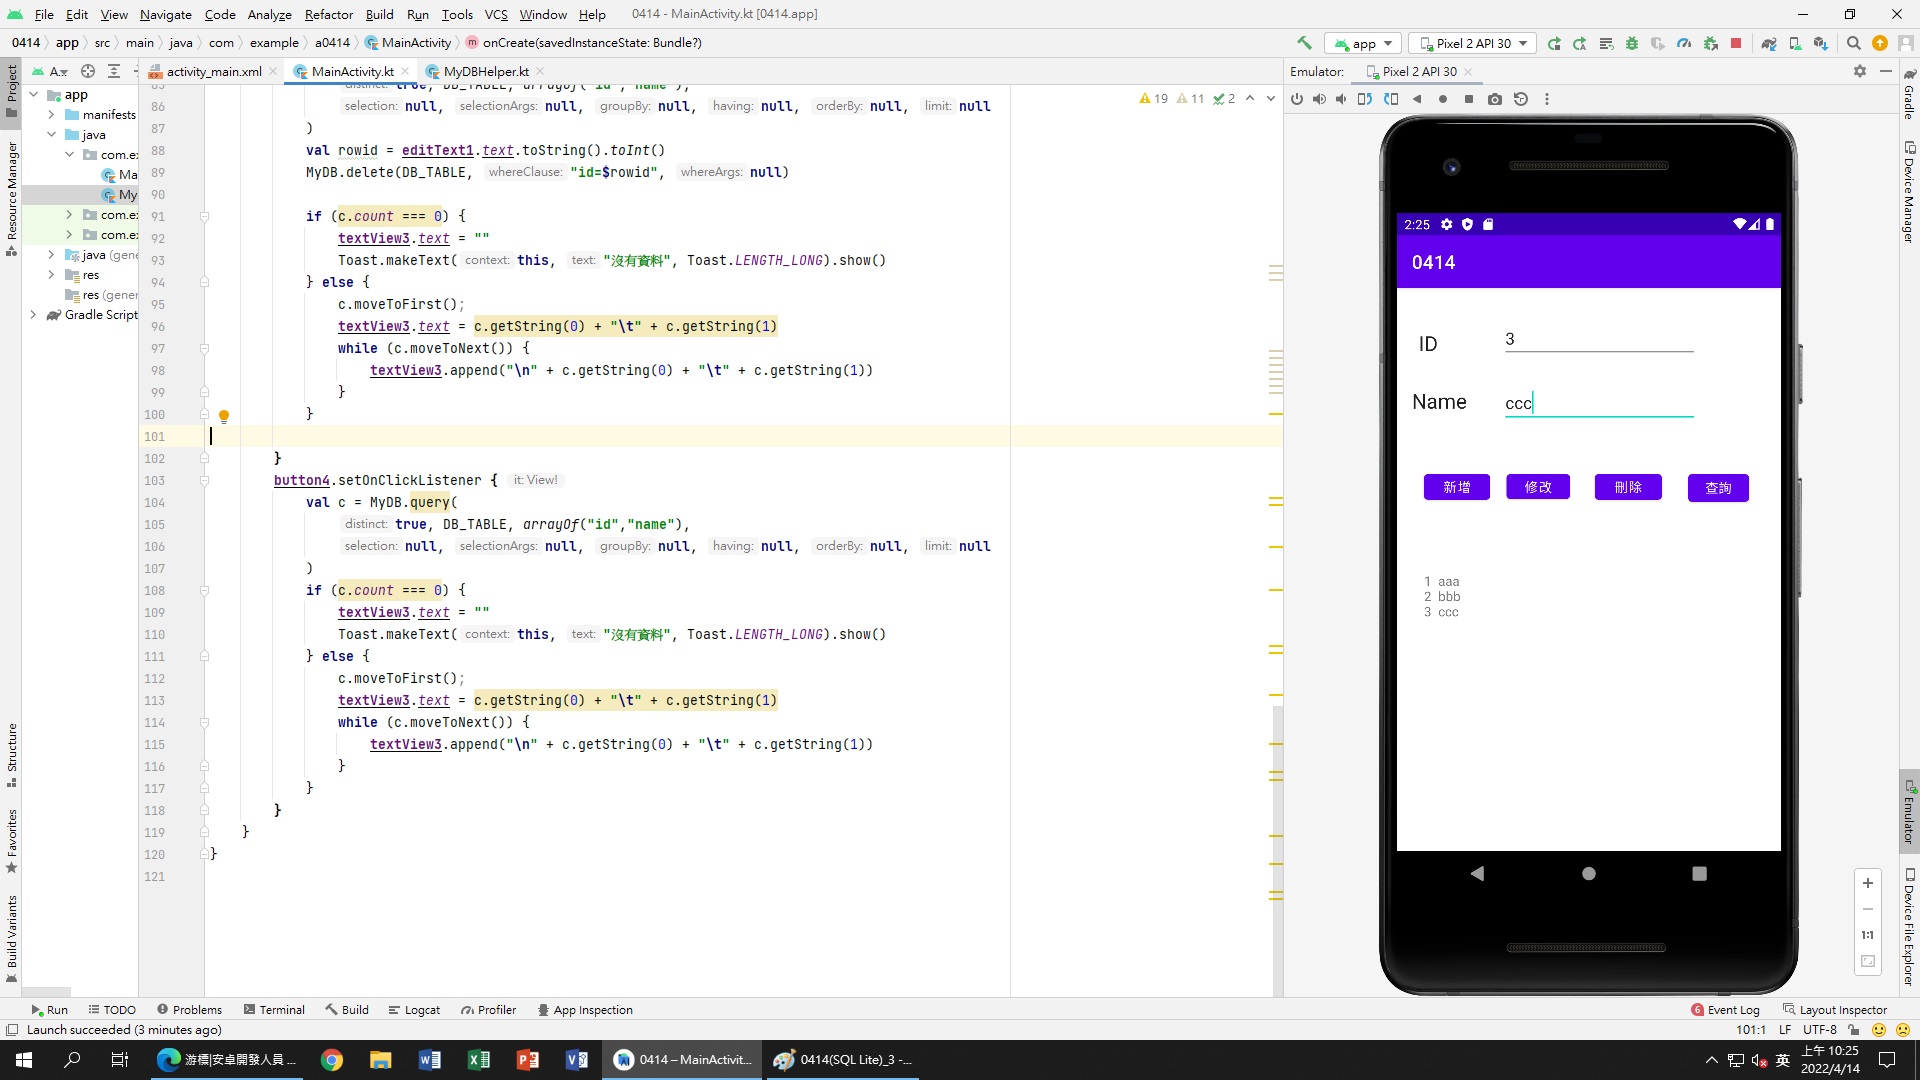 File Edit View Navigate Code Analyze Refactor Build Run Tools VCS Window Help 0414 - MainActivity.kt [0414.app]
0414 app src main java com example a0414 MainActivity onCreate(savedInstanceState: Bundle?) app Pixel 2 API 30
A... activity_main.xml MainActivity.kt MyDBHelper.kt Emulator: Pixel 2 API 30
19 11 2
Project
Resource Manager
Structure
Favorites
Build Variants
app
manifests
java
com.ex
Ma
My
com.ex
com.ex
java (gene
res
res (gener
Gradle Script
85 distinct: true, DB_TABLE, arrayOf("id","name"),
86 selection: null, selectionArgs: null, groupBy: null, having: null, orderBy: null, limit: null
87 )
88 val rowid = editText1.text.toString().toInt()
89 MyDB.delete(DB_TABLE, whereClause: "id=$rowid", whereArgs: null)
90
91 if (c.count === 0) {
92 textView3.text = ""
93 Toast.makeText( context: this, text: "沒有資料", Toast.LENGTH_LONG).show()
94 } else {
95 c.moveToFirst();
96 textView3.text = c.getString(0) + "\t" + c.getString(1)
97 while (c.moveToNext()) {
98 textView3.append("\n" + c.getString(0) + "\t" + c.getString(1))
99 }
100 }
101
102 }
103 button4.setOnClickListener { it: View!
104 val c = MyDB.query(
105 distinct: true, DB_TABLE, arrayOf("id","name"),
106 selection: null, selectionArgs: null, groupBy: null, having: null, orderBy: null, limit: null
107 )
108 if (c.count === 0) {
109 textView3.text = ""
110 Toast.makeText( context: this, text: "沒有資料", Toast.LENGTH_LONG).show()
111 } else {
112 c.moveToFirst();
113 textView3.text = c.getString(0) + "\t" + c.getString(1)
114 while (c.moveToNext()) {
115 textView3.append("\n" + c.getString(0) + "\t" + c.getString(1))
116 }
117 }
118 }
119 }
120 }
121
2:25
0414
ID 3
Name ccc
新增 修改 刪除 查詢
1 aaa
2 bbb
3 ccc
1:1
Gradle
Device Manager
Emulator
Device File Explorer
Run TODO Problems Terminal Build Logcat Profiler App Inspection 6 Event Log Layout Inspector
Launch succeeded (3 minutes ago) 101:1 LF UTF-8
游標|安卓開發人員 ... 0414 – MainActivit... 0414(SQL Lite)_3 -... 英 上午 10:25
2022/4/14